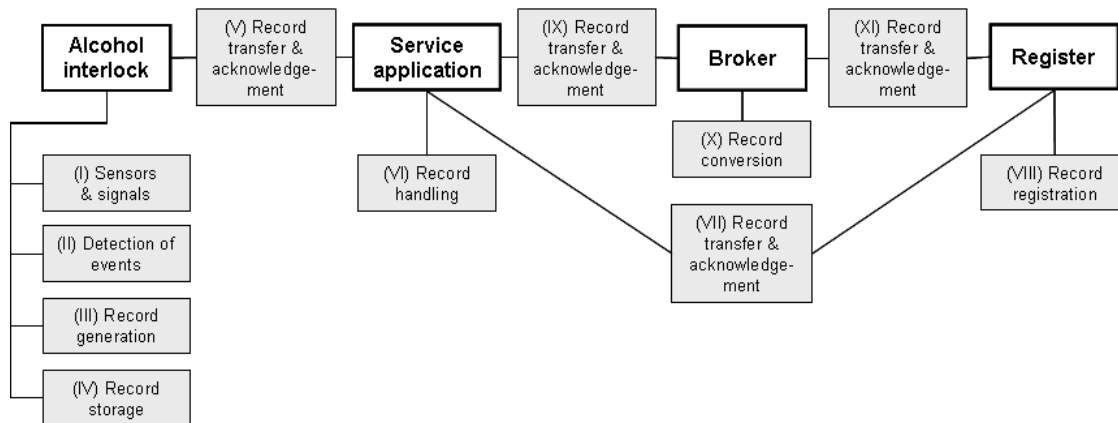 Alcohol
interlock
(V) Record
transfer &
acknowledge-
ment
Service
application
(IX) Record
transfer &
acknowledge-
ment
Broker
(XI) Record
transfer &
acknowledge-
ment
Register
(I) Sensors
& signals
(VI) Record
handling
(X) Record
conversion
(VIII) Record
registration
(II) Detection of
events
(VII) Record
transfer &
acknowledge-
ment
(III) Record
generation
(IV) Record
storage